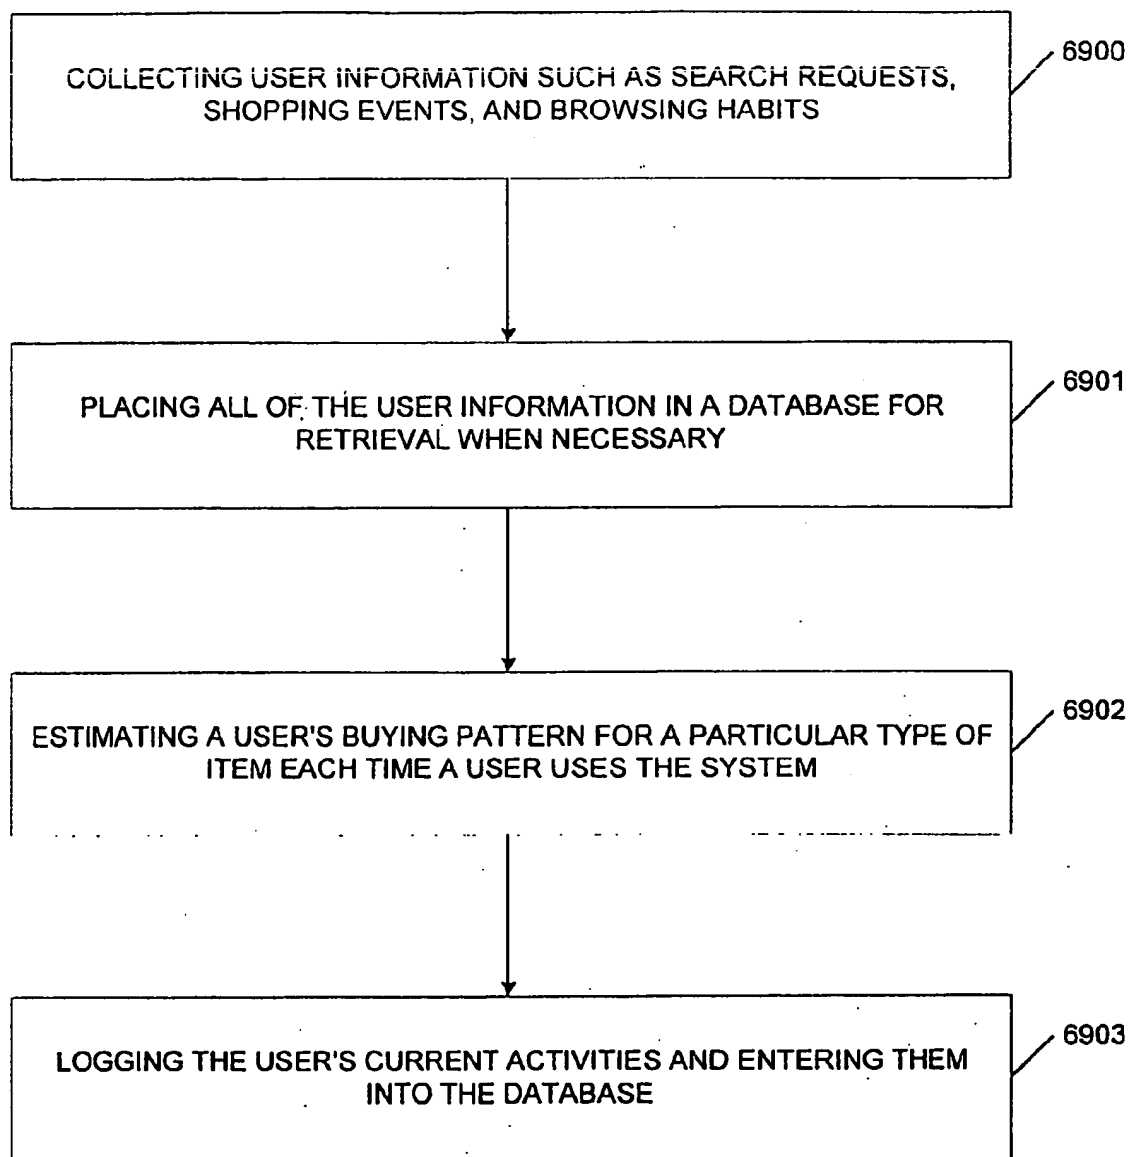 COLLECTING USER INFORMATION SUCH AS SEARCH REQUESTS,
SHOPPING EVENTS, AND BROWSING HABITS
6900
PLACING ALL OF THE USER INFORMATION IN A DATABASE FOR
RETRIEVAL WHEN NECESSARY
6901
ESTIMATING A USER'S BUYING PATTERN FOR A PARTICULAR TYPE OF
ITEM EACH TIME A USER USES THE SYSTEM
6902
LOGGING THE USER'S CURRENT ACTIVITIES AND ENTERING THEM
INTO THE DATABASE
6903